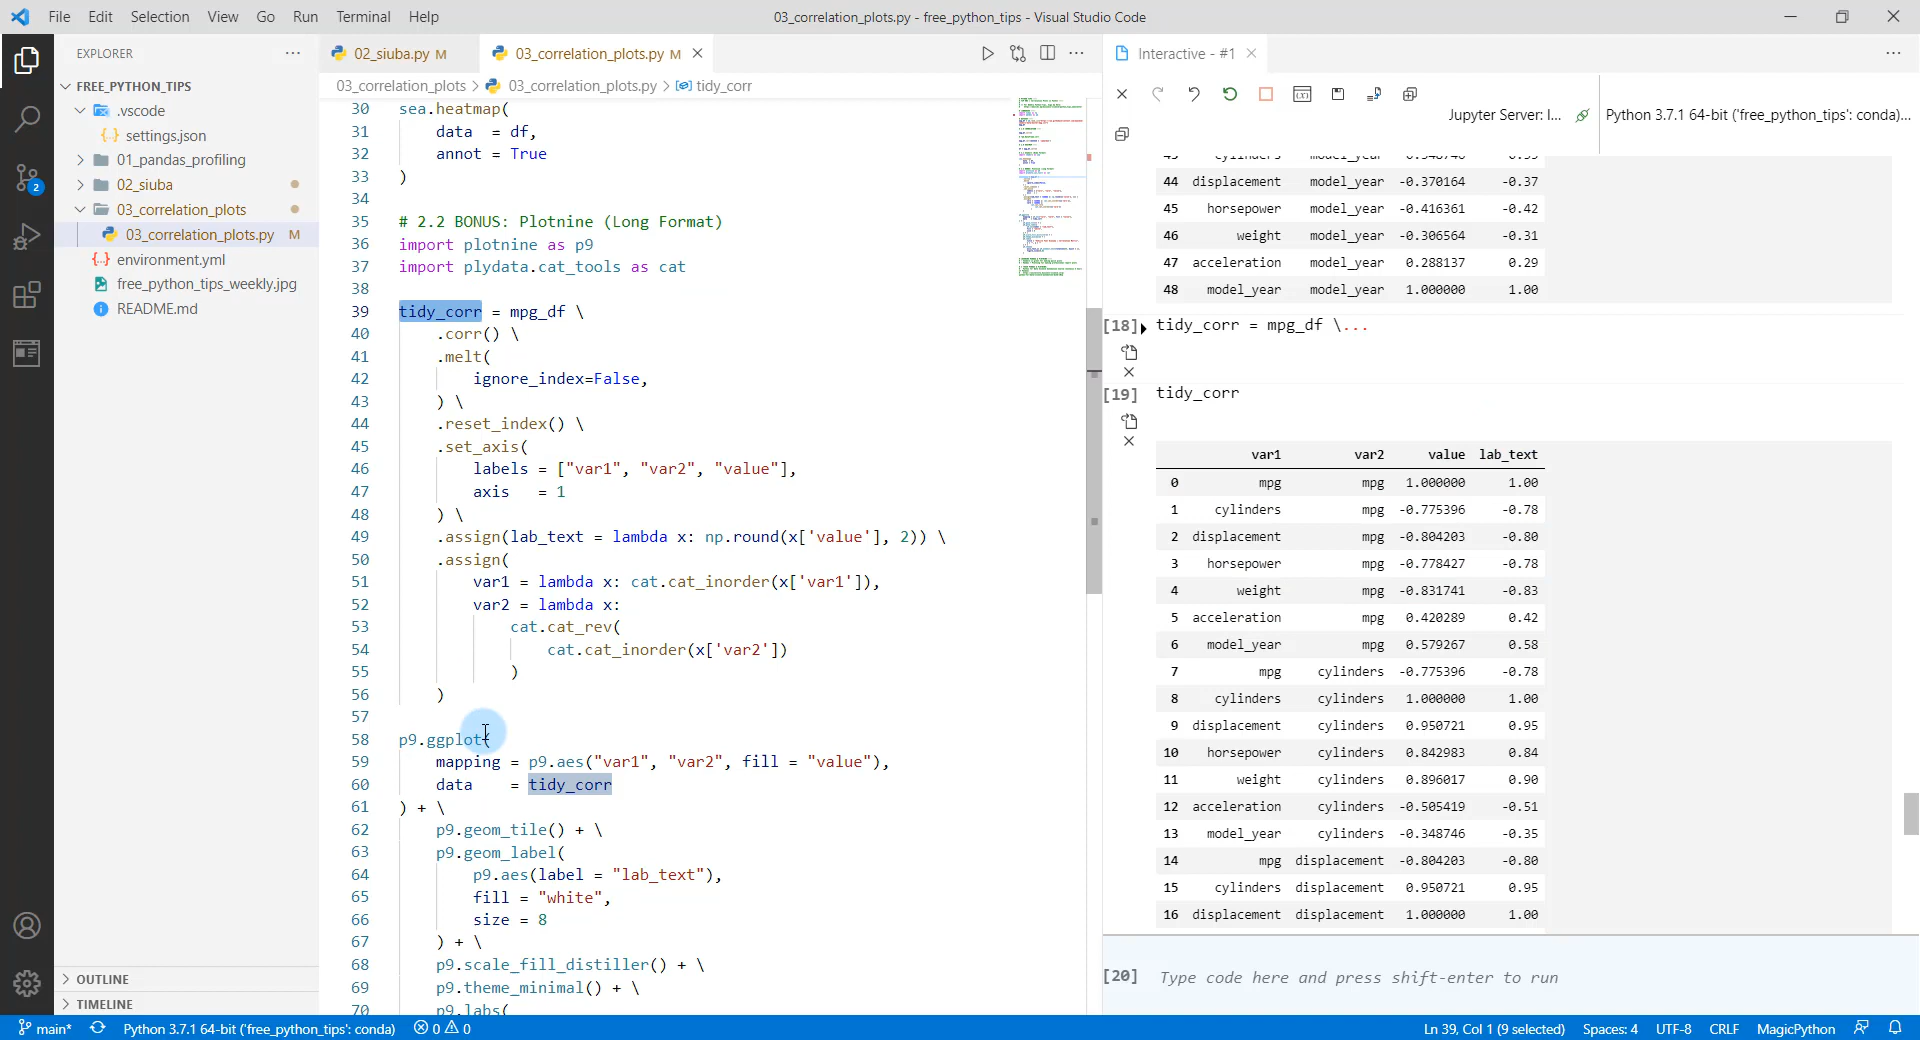 File Edit Selection View Go Run Terminal Help
03_correlation_plots.py - free_python_tips - Visual Studio Code
EXPLORER
FREE_PYTHON_TIPS
.vscode
settings.json
01_pandas_profiling
02_siuba
03_correlation_plots
03_correlation_plots.py M
environment.yml
free_python_tips_weekly.jpg
README.md
OUTLINE
TIMELINE
2
02_siuba.py M
03_correlation_plots.py M
03_correlation_plots > 03_correlation_plots.py > tidy_corr
30 sea.heatmap(
31 data = df,
32 annot = True
33 )
34
35 # 2.2 BONUS: Plotnine (Long Format)
36 import plotnine as p9
37 import plydata.cat_tools as cat
38
39 tidy_corr = mpg_df \
40 .corr() \
41 .melt(
42 ignore_index=False,
43 ) \
44 .reset_index() \
45 .set_axis(
46 labels = ["var1", "var2", "value"],
47 axis = 1
48 ) \
49 .assign(lab_text = lambda x: np.round(x['value'], 2)) \
50 .assign(
51 var1 = lambda x: cat.cat_inorder(x['var1']),
52 var2 = lambda x:
53 cat.cat_rev(
54 cat.cat_inorder(x['var2'])
55 )
56 )
57
58 p9.ggplot(
59 mapping = p9.aes("var1", "var2", fill = "value"),
60 data = tidy_corr
61 ) + \
62 p9.geom_tile() + \
63 p9.geom_label(
64 p9.aes(label = "lab_text"),
65 fill = "white",
66 size = 8
67 ) + \
68 p9.scale_fill_distiller() + \
69 p9.theme_minimal() + \
70 p9.labs(
Interactive - #1
Jupyter Server: l...
Python 3.7.1 64-bit ('free_python_tips': conda)...
43 cylinders model_year -0.348746 -0.35
44 displacement model_year -0.370164 -0.37
45 horsepower model_year -0.416361 -0.42
46 weight model_year -0.306564 -0.31
47 acceleration model_year 0.288137 0.29
48 model_year model_year 1.000000 1.00
[18] tidy_corr = mpg_df \...
[19] tidy_corr
var1 var2 value lab_text
0 mpg mpg 1.000000 1.00
1 cylinders mpg -0.775396 -0.78
2 displacement mpg -0.804203 -0.80
3 horsepower mpg -0.778427 -0.78
4 weight mpg -0.831741 -0.83
5 acceleration mpg 0.420289 0.42
6 model_year mpg 0.579267 0.58
7 mpg cylinders -0.775396 -0.78
8 cylinders cylinders 1.000000 1.00
9 displacement cylinders 0.950721 0.95
10 horsepower cylinders 0.842983 0.84
11 weight cylinders 0.896017 0.90
12 acceleration cylinders -0.505419 -0.51
13 model_year cylinders -0.348746 -0.35
14 mpg displacement -0.804203 -0.80
15 cylinders displacement 0.950721 0.95
16 displacement displacement 1.000000 1.00
[20] Type code here and press shift-enter to run
main* Python 3.7.1 64-bit ('free_python_tips': conda) 0 0
Ln 39, Col 1 (9 selected) Spaces: 4 UTF-8 CRLF MagicPython